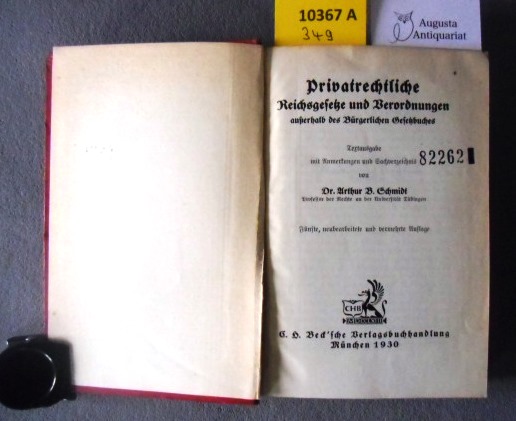 10367 A
349
Augusta
Antiquariat
Privatrechtliche
Reichsgesetze und Verordnungen
außerhalb des Bürgerlichen Gesetzbuches
Textausgabe
mit Anmerkungen und Sachverzeichnis
82262
von
Dr. Arthur B. Schmidt
Professor der Rechte an der Universität Tübingen
Fünfte, neubearbeitete und vermehrte Auflage
CHB
MDCCLXIII
C. H. Beck'sche Verlagsbuchhandlung
München 1930